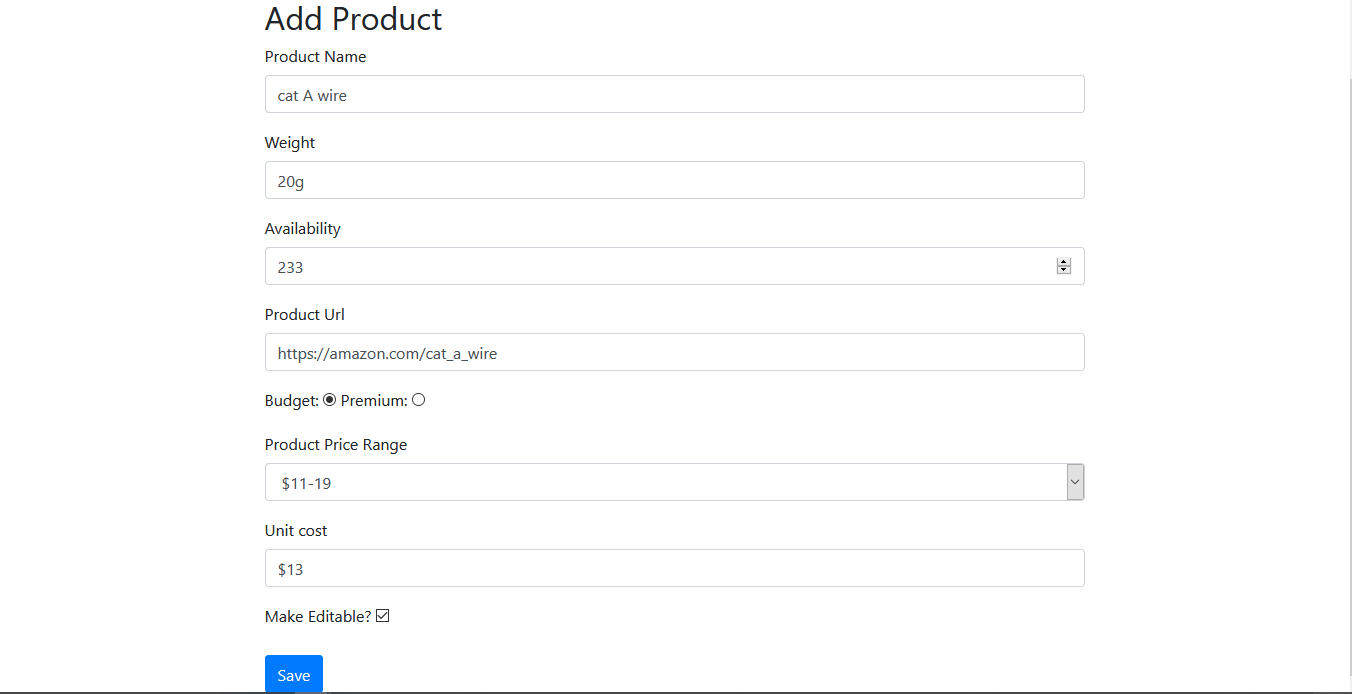 Add Product
Product Name
cat A wire
Weight
20g
Availability
233
Product Url
https://amazon.com/cat_a_wire
Budget: Premium:
Product Price Range
$11-19
Unit cost
$13
Make Editable?
Save